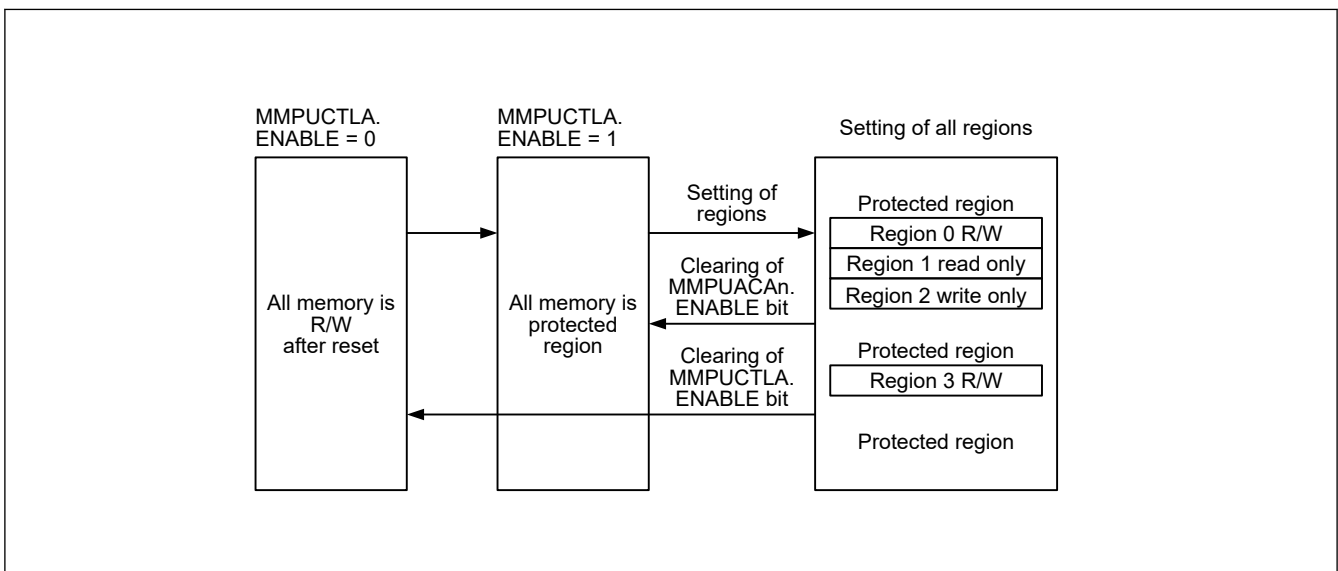 MMPUCTLA.
ENABLE = 0
All memory is
R/W
after reset
MMPUCTLA.
ENABLE = 1
All memory is
protected
region
Setting of
regions
Clearing of
MMPUACAn.
ENABLE bit
Clearing of
MMPUCTLA.
ENABLE bit
Setting of all regions
Protected region
Region 0 R/W
Region 1 read only
Region 2 write only
Protected region
Region 3 R/W
Protected region